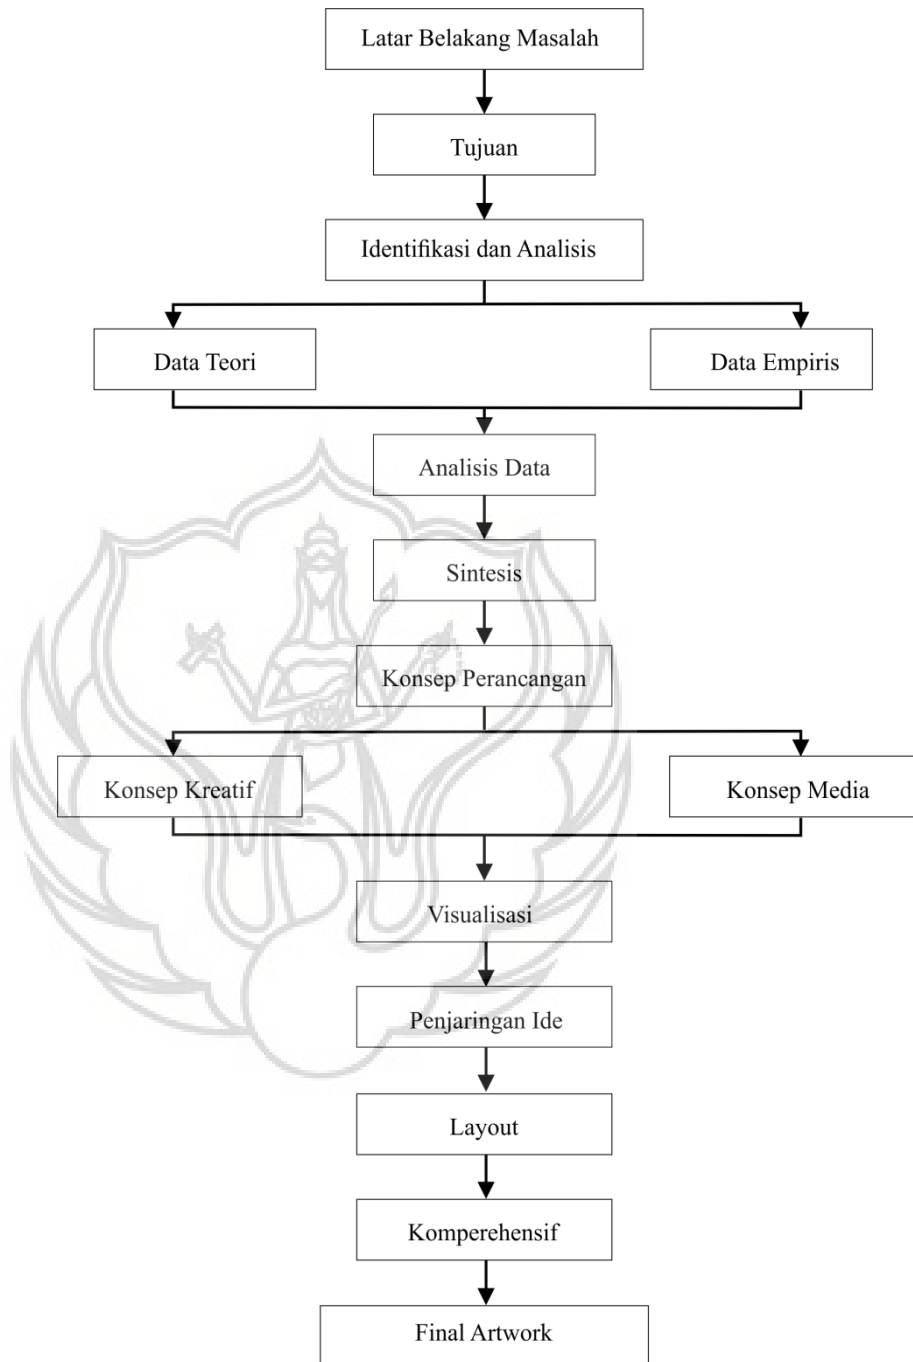 Latar Belakang Masalah
Tujuan
Identifikasi dan Analisis
Data Teori
Data Empiris
Analisis Data
Sintesis
Konsep Perancangan
Konsep Kreatif
Konsep Media
Visualisasi
Penjaringan Ide
Layout
Komperehensif
Final Artwork